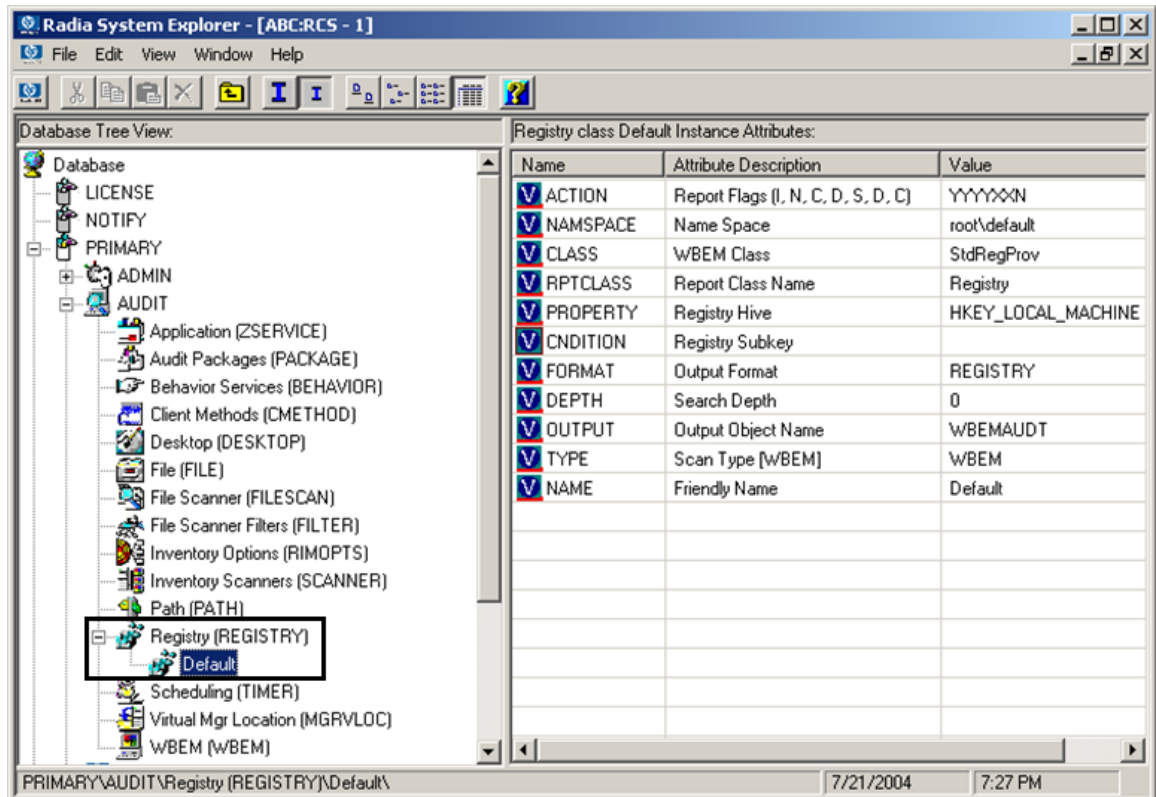 Radia System Explorer - [ABC:RCS - 1]
File Edit View Window Help
Database Tree View:
Database
LICENSE
NOTIFY
PRIMARY
ADMIN
AUDIT
Application (ZSERVICE)
Audit Packages (PACKAGE)
Behavior Services (BEHAVIOR)
Client Methods (CMETHOD)
Desktop (DESKTOP)
File (FILE)
File Scanner (FILESCAN)
File Scanner Filters (FILTER)
Inventory Options (RIMOPTS)
Inventory Scanners (SCANNER)
Path (PATH)
Registry (REGISTRY)
Default
Scheduling (TIMER)
Virtual Mgr Location (MGRVLOC)
WBEM (WBEM)
Registry class Default Instance Attributes:
Name Attribute Description Value
ACTION Report Flags (I, N, C, D, S, D, C) YYYYXXN
NAMSPACE Name Space root\default
CLASS WBEM Class StdRegProv
RPTCLASS Report Class Name Registry
PROPERTY Registry Hive HKEY_LOCAL_MACHINE
CNDITION Registry Subkey
FORMAT Output Format REGISTRY
DEPTH Search Depth 0
OUTPUT Output Object Name WBEMAUDT
TYPE Scan Type [WBEM] WBEM
NAME Friendly Name Default
PRIMARY\AUDIT\Registry (REGISTRY)\Default\ 7/21/2004 7:27 PM